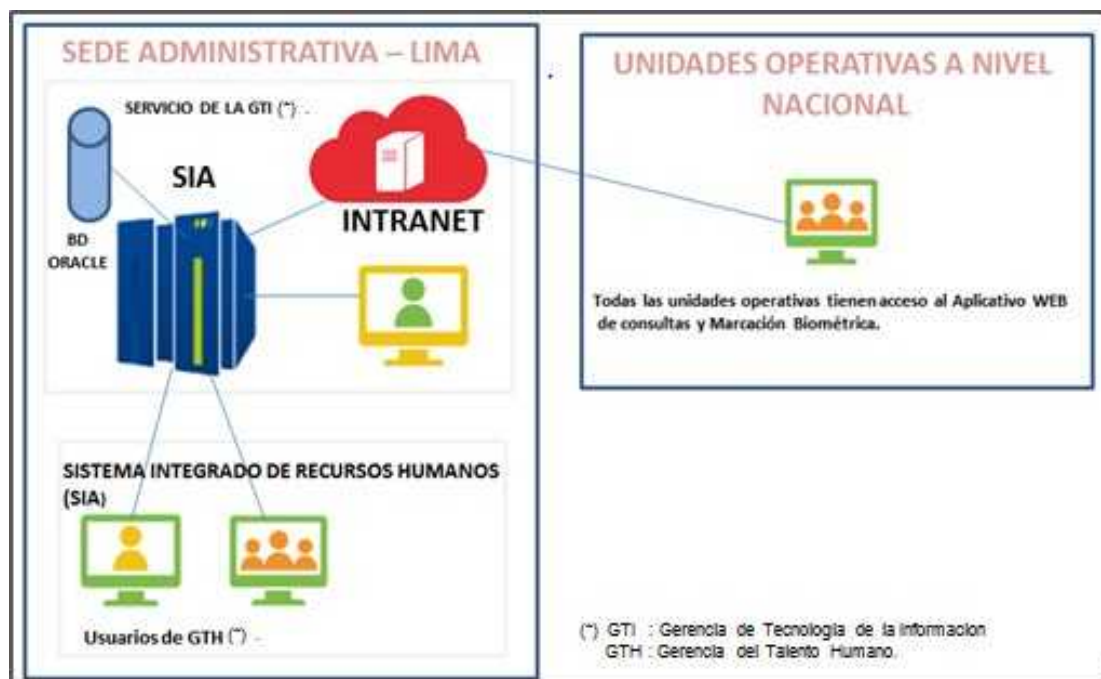 SEDE ADMINISTRATIVA – LIMA
SERVICIO DE LA GTI (*) .
SIA
BD
ORACLE
INTRANET
SISTEMA INTEGRADO DE RECURSOS HUMANOS
(SIA)
Usuarios de GTH (*) -
UNIDADES OPERATIVAS A NIVEL
NACIONAL
Todas las unidades operativas tienen acceso al Aplicativo WEB
de consultas y Marcación Biométrica.
(*) GTI : Gerencia de Tecnologia de la Informacion
GTH : Gerencia del Talento Humano.